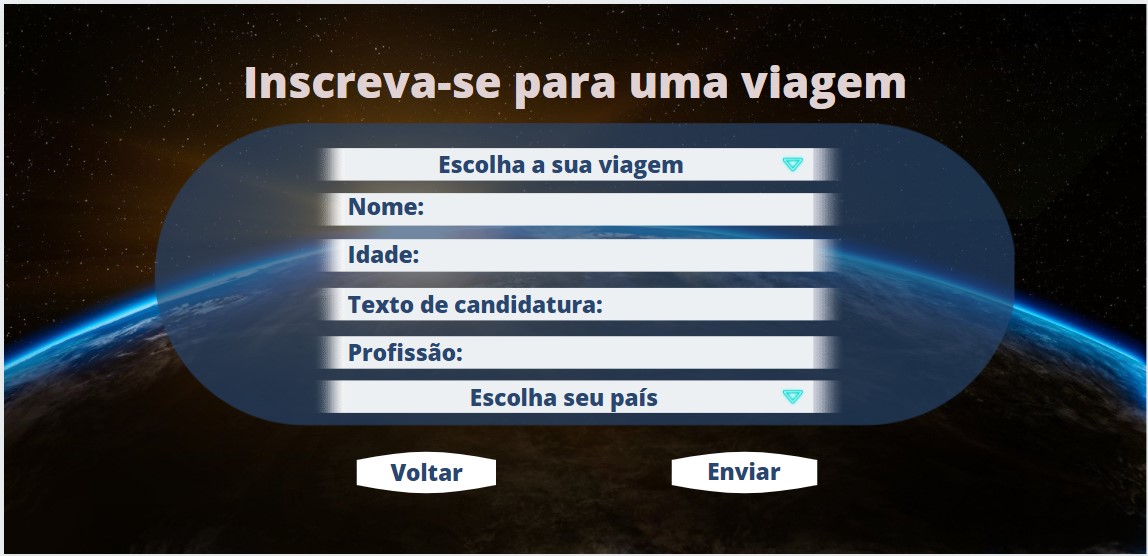 Inscreva-se para uma viagem
Escolha a sua viagem
Nome:
Idade:
Texto de candidatura:
Profissão:
Escolha seu país
Voltar
Enviar